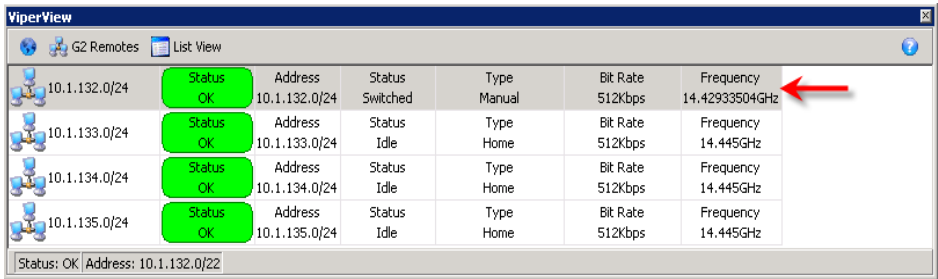 ViperView
G2 Remotes List View
10.1.132.0/24 Status OK Address 10.1.132.0/24 Status Switched Type Manual Bit Rate 512Kbps Frequency 14.42933504GHz
10.1.133.0/24 Status OK Address 10.1.133.0/24 Status Idle Type Home Bit Rate 512Kbps Frequency 14.445GHz
10.1.134.0/24 Status OK Address 10.1.134.0/24 Status Idle Type Home Bit Rate 512Kbps Frequency 14.445GHz
10.1.135.0/24 Status OK Address 10.1.135.0/24 Status Idle Type Home Bit Rate 512Kbps Frequency 14.445GHz
Status: OK Address: 10.1.132.0/22